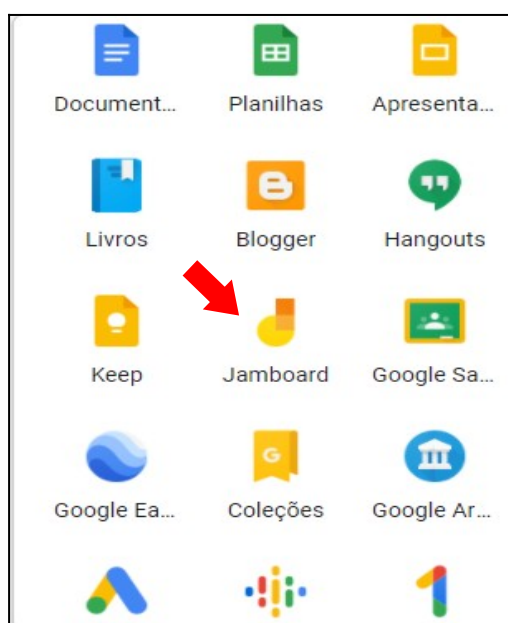 Document... Planilhas Apresenta...
Livros Blogger Hangouts
Keep Jamboard Google Sa...
G
Google Ea... Coleções Google Ar...